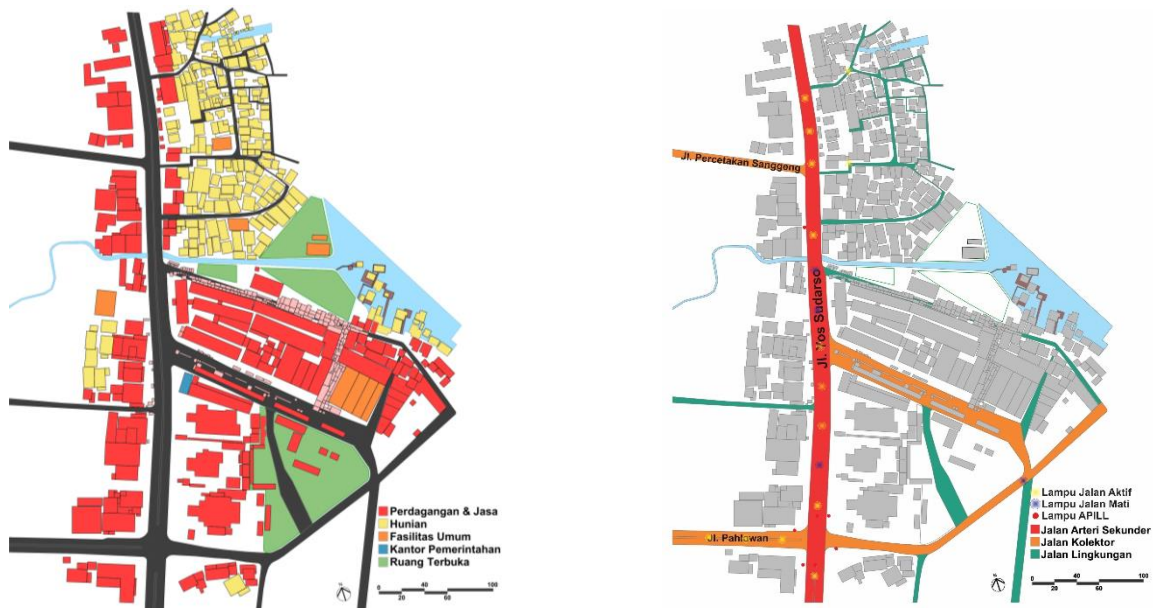 Perdagangan & Jasa
Hunian
Fasilitas Umum
Kantor Pemerintahan
Ruang Terbuka
0 40 60 100
20 80
Jl. Percetakan Sanggeng
Jl. Yos Sudarso
Jl. Pahlawan
Lampu Jalan Aktif
Lampu Jalan Mati
Lampu APILL
Jalan Arteri Sekunder
Jalan Kolektor
Jalan Lingkungan
0 40 60 100
20 80